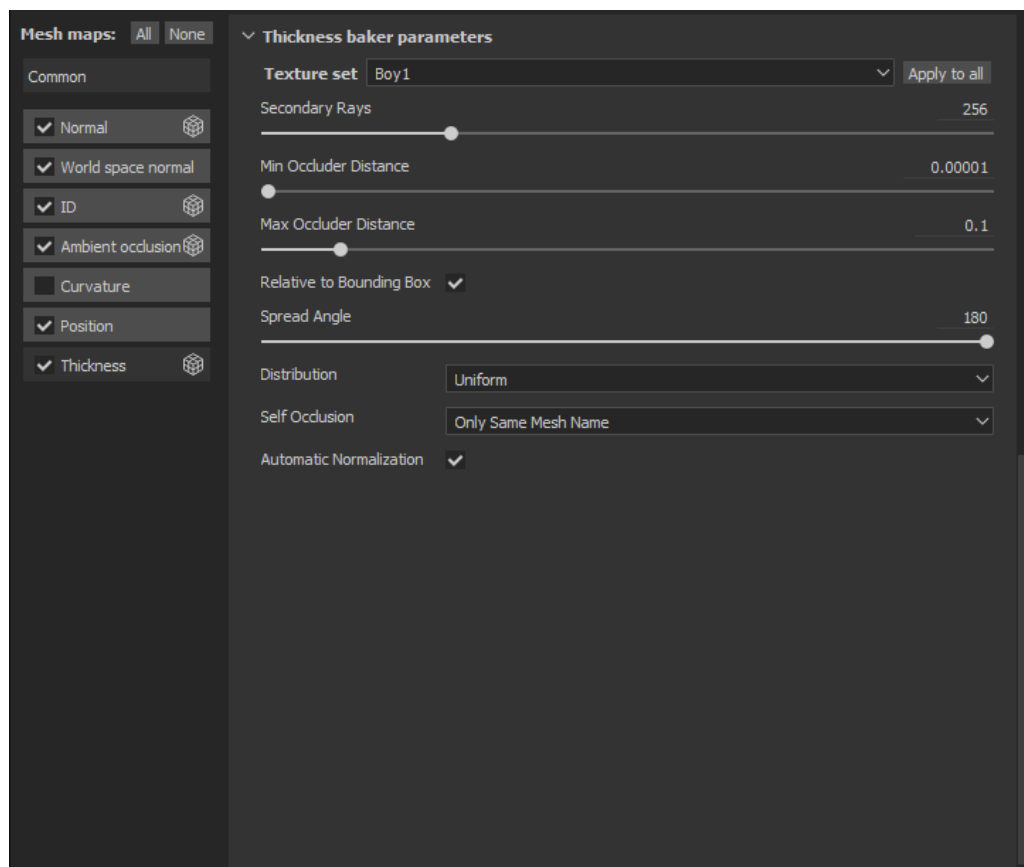 Mesh maps: All None
Common
Normal
World space normal
ID
Ambient occlusion
Curvature
Position
Thickness
Thickness baker parameters
Texture set Boy1 Apply to all
Secondary Rays 256
Min Occluder Distance 0.00001
Max Occluder Distance 0.1
Relative to Bounding Box
Spread Angle 180
Distribution Uniform
Self Occlusion Only Same Mesh Name
Automatic Normalization